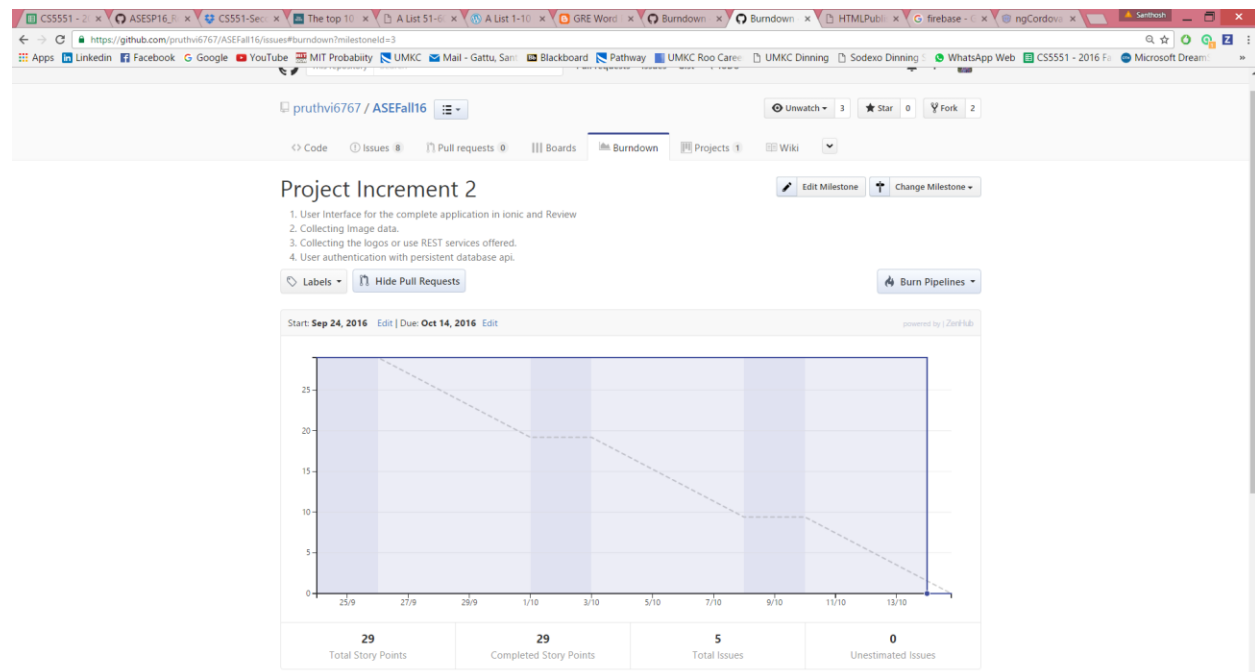 CS5551 - 2 ASESP16_ CS551-Sec The top 10 A List 51-6 A List 1-10 GRE Word Burndown Burndown HTMLPubli firebase - ngCordova Santhosh
https://github.com/pruthvi6767/ASEFall16/issues#burndown?milestoneId=3
Apps Linkedin Facebook Google YouTube MIT Probabiity UMKC Mail - Gattu, San Blackboard Pathway UMKC Roo Caree UMKC Dinning Sodexo Dinning WhatsApp Web CS5551 - 2016 Fa Microsoft Dream »
pruthvi6767 / ASEFall16 Unwatch 3 Star 0 Fork 2
Code Issues 8 Pull requests 0 Boards Burndown Projects 1 Wiki
Project Increment 2 Edit Milestone Change Milestone
1. User Interface for the complete application in ionic and Review
2. Collecting Image data.
3. Collecting the logos or use REST services offered.
4. User authentication with persistent database api.
Labels Hide Pull Requests Burn Pipelines
Start: Sep 24, 2016 Edit | Due: Oct 14, 2016 Edit powered by | ZenHub
25
20
15
10
5
0
25/9 27/9 29/9 1/10 3/10 5/10 7/10 9/10 11/10 13/10
29 29 5 0
Total Story Points Completed Story Points Total Issues Unestimated Issues